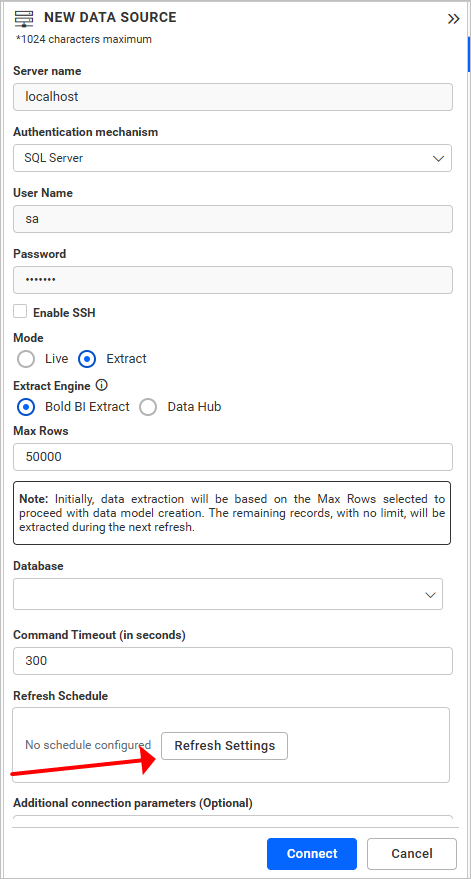 NEW DATA SOURCE
*1024 characters maximum
Server name
localhost
Authentication mechanism
SQL Server
User Name
sa
Password
•••••••
Enable SSH
Mode
Live Extract
Extract Engine
Bold BI Extract Data Hub
Max Rows
50000
Note: Initially, data extraction will be based on the Max Rows selected to
proceed with data model creation. The remaining records, with no limit, will be
extracted during the next refresh.
Database
Command Timeout (in seconds)
300
Refresh Schedule
No schedule configured Refresh Settings
Additional connection parameters (Optional)
Connect Cancel